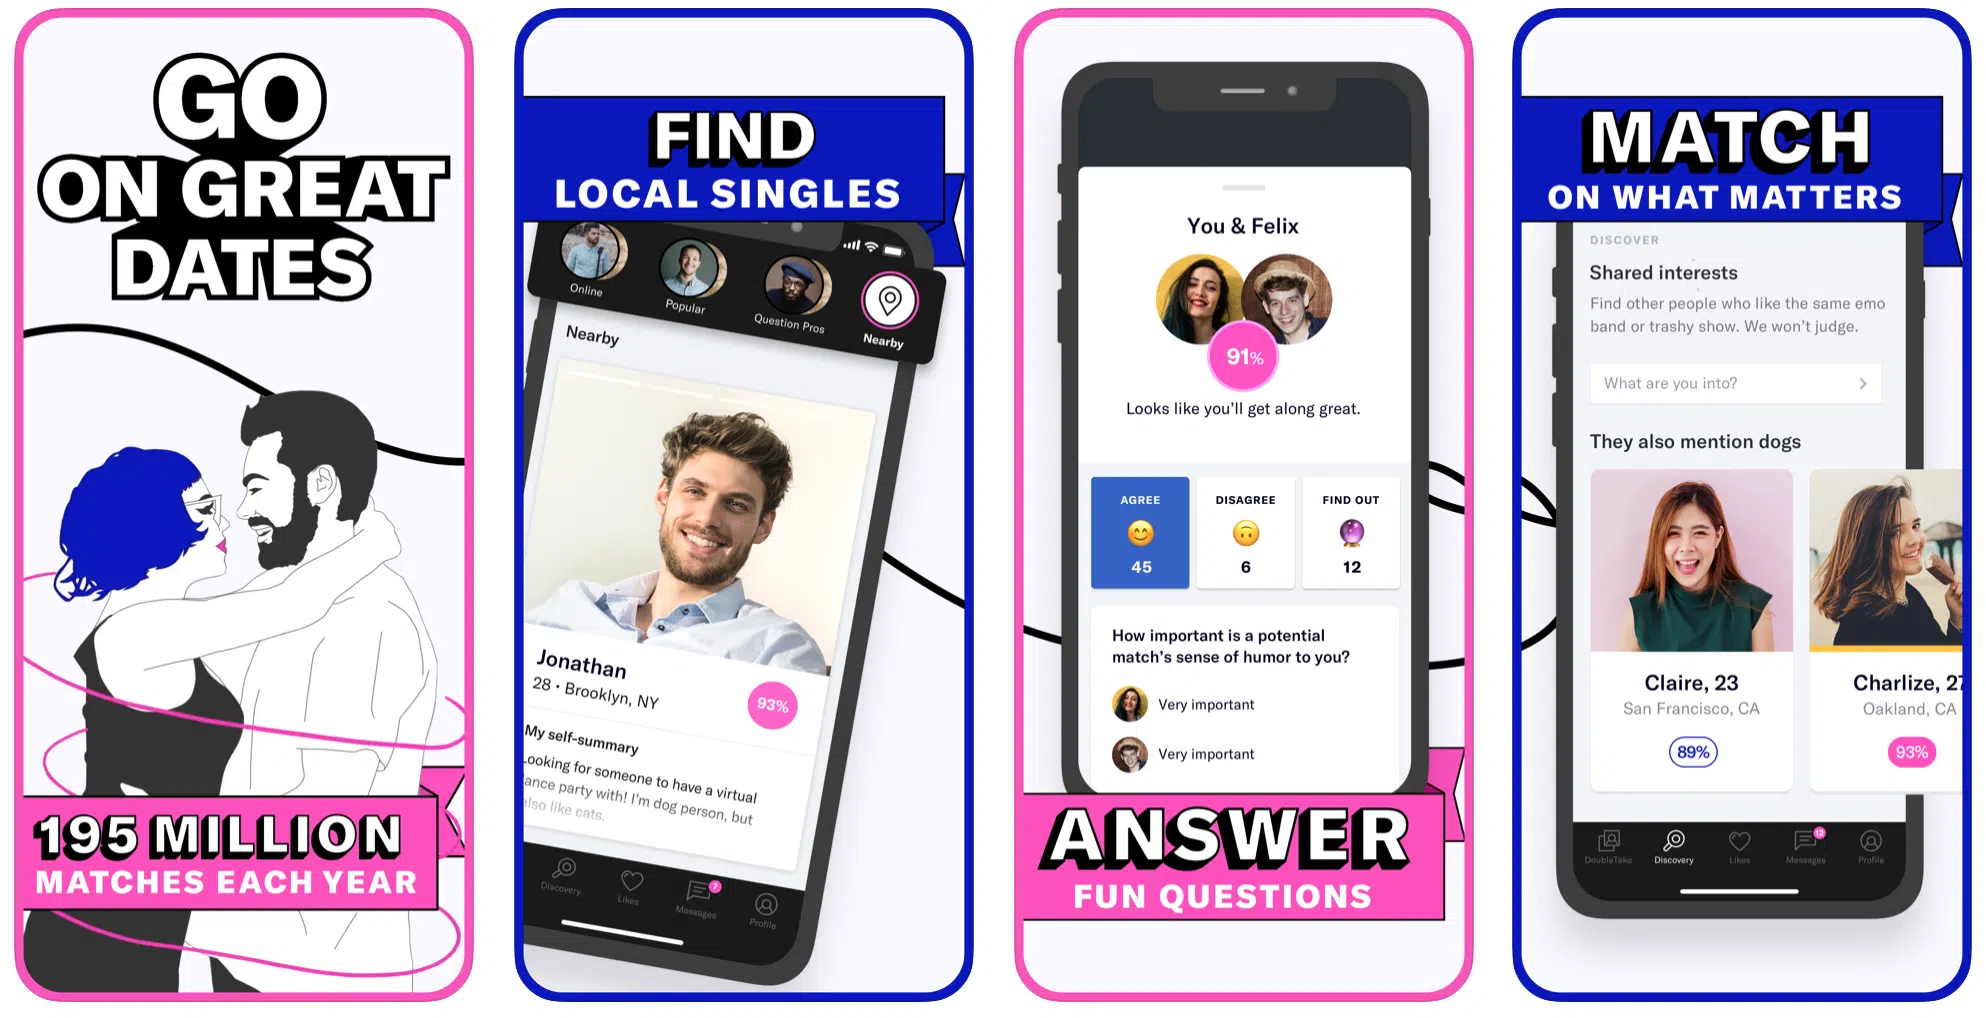 GO
ON GREAT
DATES
195 MILLION
MATCHES EACH YEAR
FIND
LOCAL SINGLES
Online
Popular
Question Pros
Nearby
Nearby
Jonathan
28 • Brooklyn, NY
93%
My self-summary
Looking for someone to have a virtual
dance party with! I'm dog person, but
also like cats.
Discovery
Likes
7
Messages
Profile
You & Felix
91%
Looks like you'll get along great.
AGREE
45
DISAGREE
6
FIND OUT
12
How important is a potential
match's sense of humor to you?
Very important
Very important
ANSWER
FUN QUESTIONS
MATCH
ON WHAT MATTERS
DISCOVER
Shared interests
Find other people who like the same emo
band or trashy show. We won't judge.
What are you into?
They also mention dogs
Claire, 23
San Francisco, CA
89%
Charlize, 27
Oakland, CA
93%
DoubleTake
Discovery
Likes
12
Messages
Profile